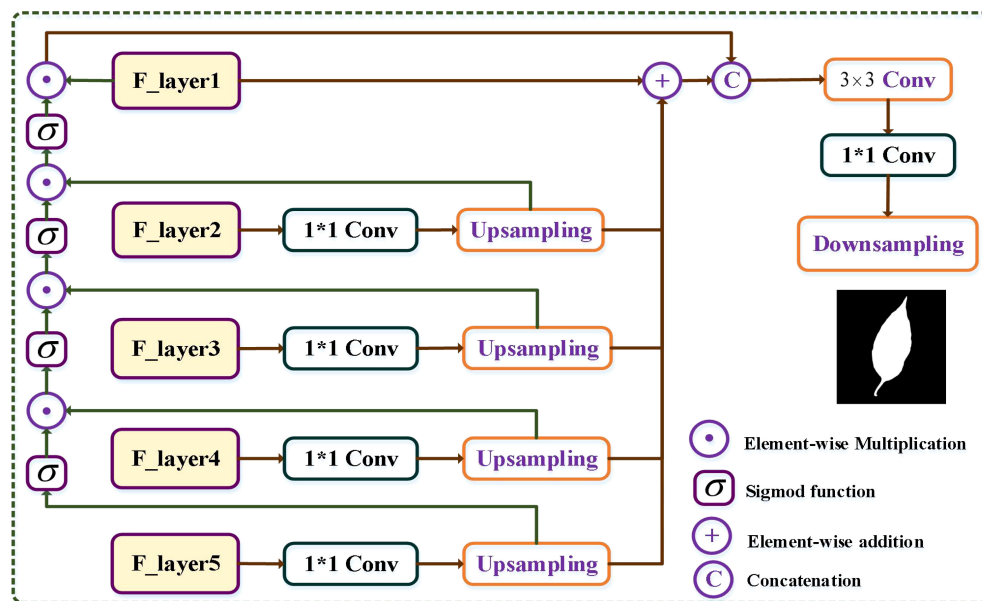 F_layer1
+
C
3×3 Conv
σ
1*1 Conv
F_layer2
1*1 Conv
Upsampling
σ
Downsampling
F_layer3
1*1 Conv
Upsampling
σ
F_layer4
1*1 Conv
Upsampling
σ
F_layer5
1*1 Conv
Upsampling
Element-wise Multiplication
σ
Sigmod function
+
Element-wise addition
C
Concatenation